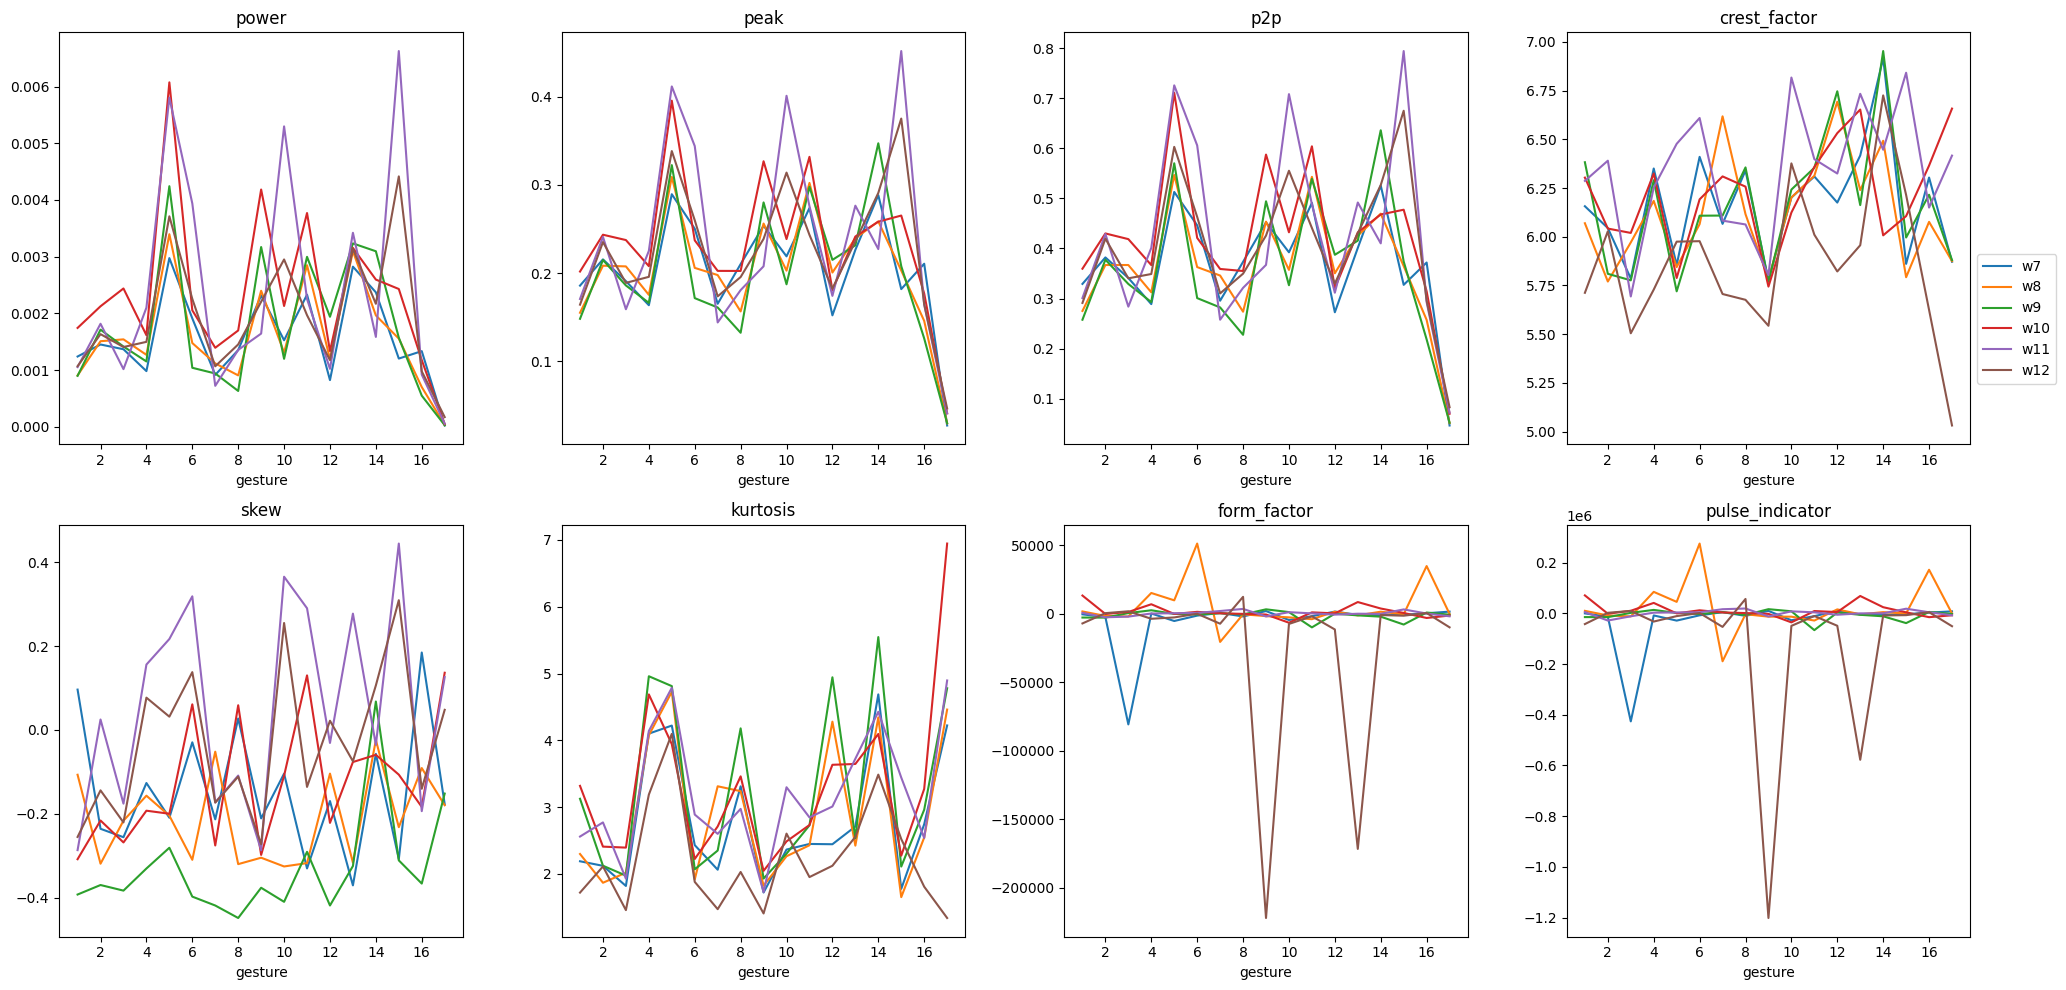 power
0.006
0.005
0.004
0.003
0.002
0.001
0.000
2 4 6 8 10 12 14 16
gesture
peak
0.4
0.3
0.2
0.1
2 4 6 8 10 12 14 16
gesture
p2p
0.8
0.7
0.6
0.5
0.4
0.3
0.2
0.1
2 4 6 8 10 12 14 16
gesture
crest_factor
7.00
6.75
6.50
6.25
6.00
5.75
5.50
5.25
5.00
2 4 6 8 10 12 14 16
gesture
w7
w8
w9
w10
w11
w12
skew
0.4
0.2
0.0
−0.2
−0.4
2 4 6 8 10 12 14 16
gesture
kurtosis
7
6
5
4
3
2
2 4 6 8 10 12 14 16
gesture
form_factor
50000
0
−50000
−100000
−150000
−200000
2 4 6 8 10 12 14 16
gesture
pulse_indicator
1e6
0.2
0.0
−0.2
−0.4
−0.6
−0.8
−1.0
−1.2
2 4 6 8 10 12 14 16
gesture